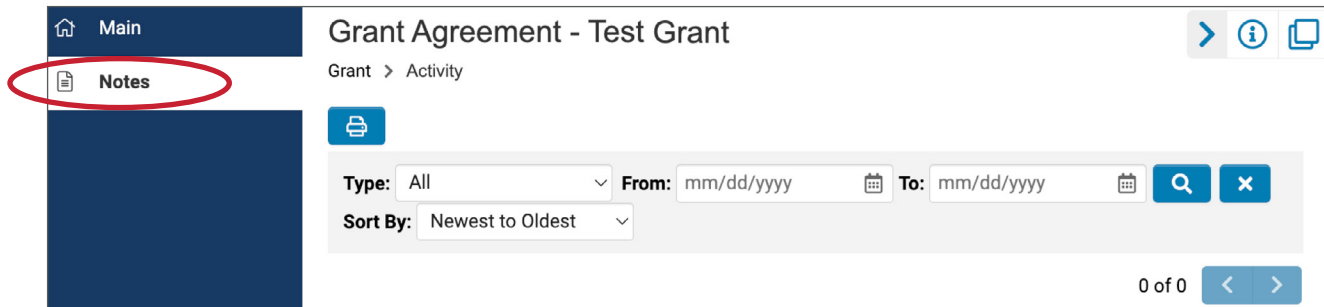 Main
Notes
Grant Agreement - Test Grant
Grant > Activity
Type: All From: mm/dd/yyyy To: mm/dd/yyyy
Sort By: Newest to Oldest
0 of 0